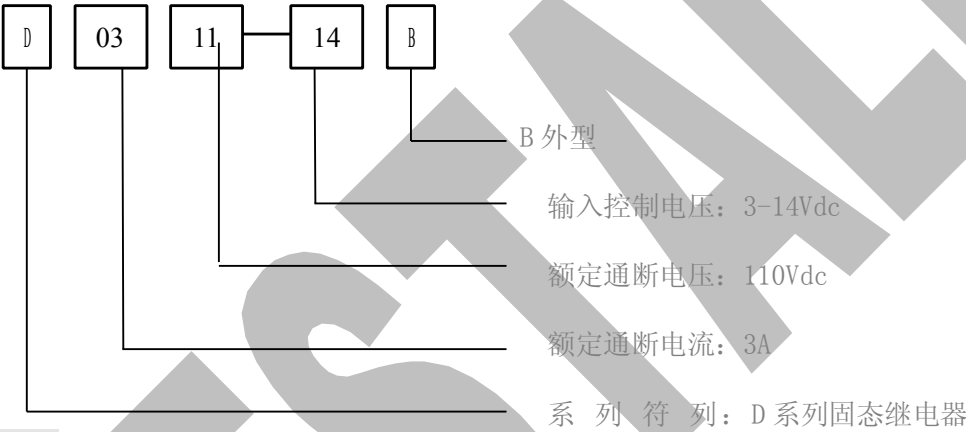 D 03 11 14 B
B 外型
输入控制电压：3-14Vdc
额定通断电压：110Vdc
额定通断电流：3A
系 列 符 列：D 系列固态继电器